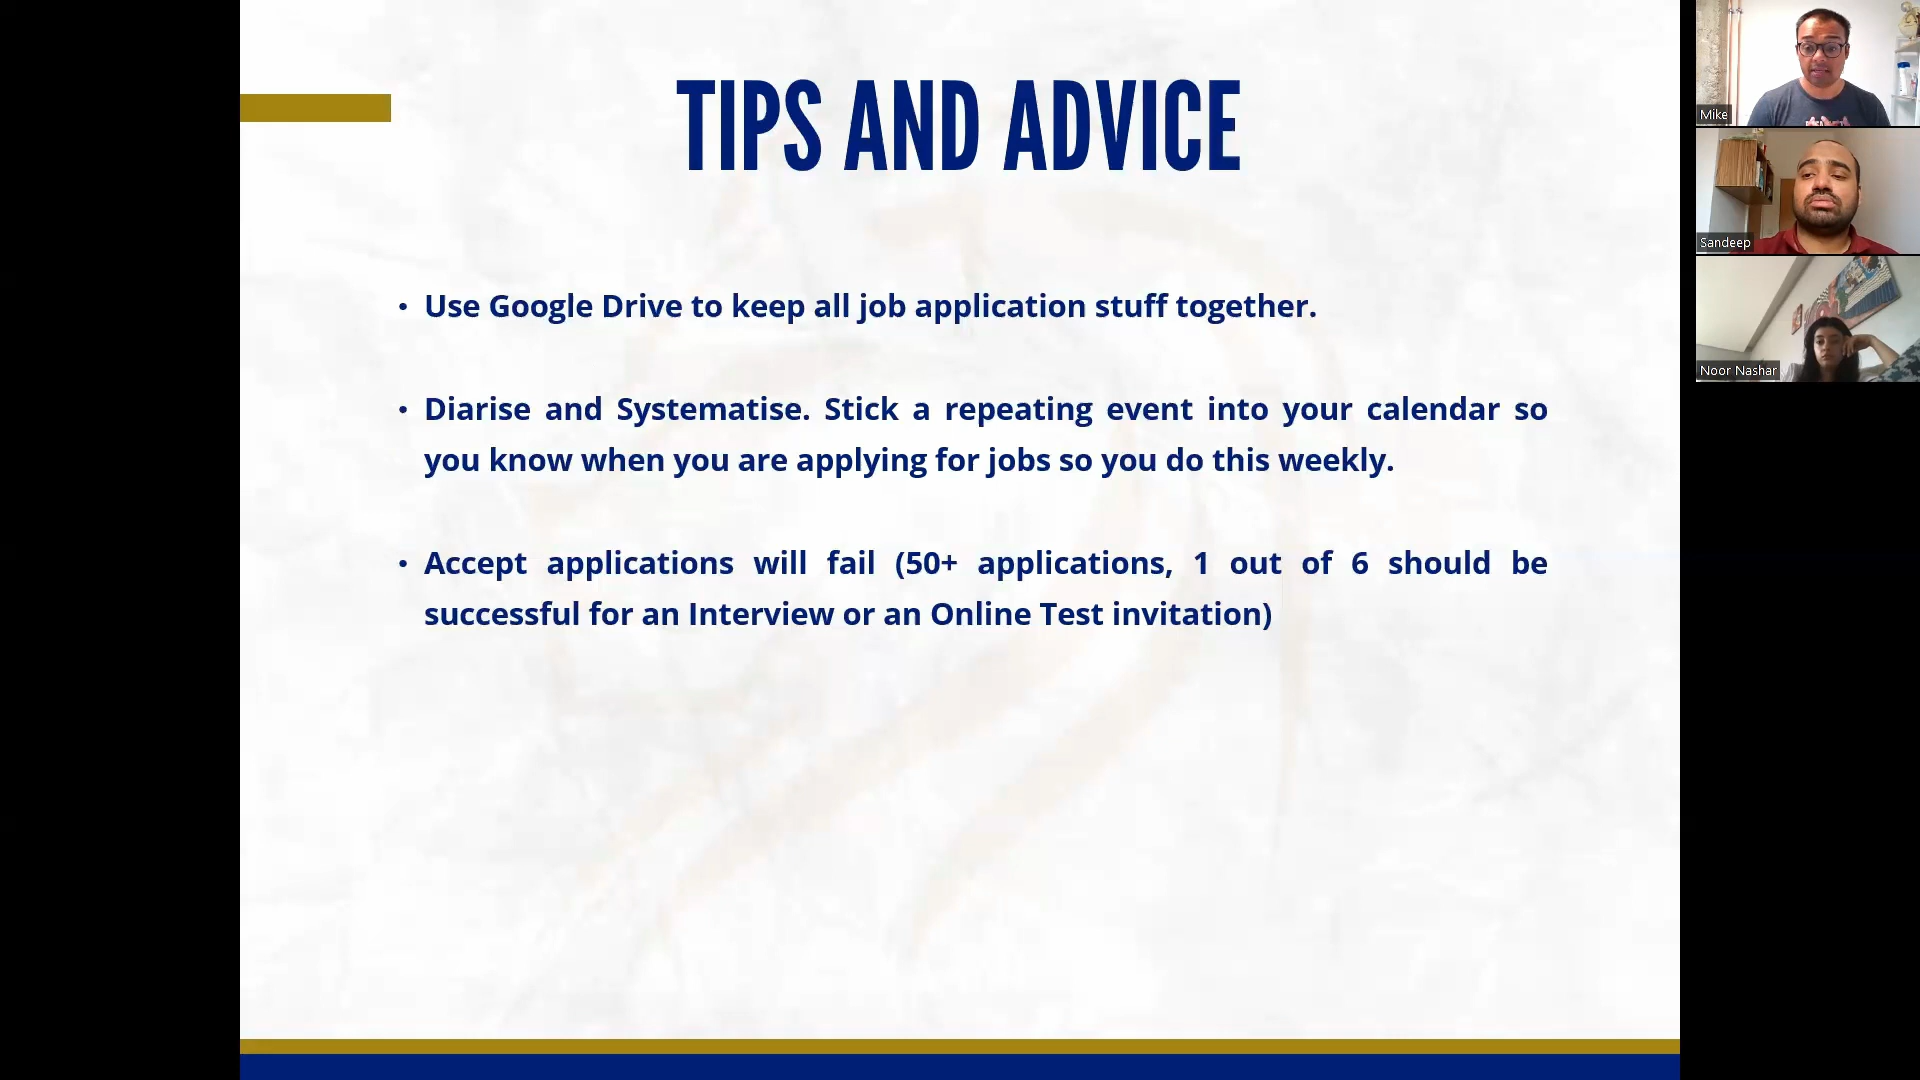 TIPS AND ADVICE
• Use Google Drive to keep all job application stuff together.
• Diarise and Systematise. Stick a repeating event into your calendar so
you know when you are applying for jobs so you do this weekly.
• Accept applications will fail (50+ applications, 1 out of 6 should be
successful for an Interview or an Online Test invitation)
Mike
Sandeep
Noor Nashar